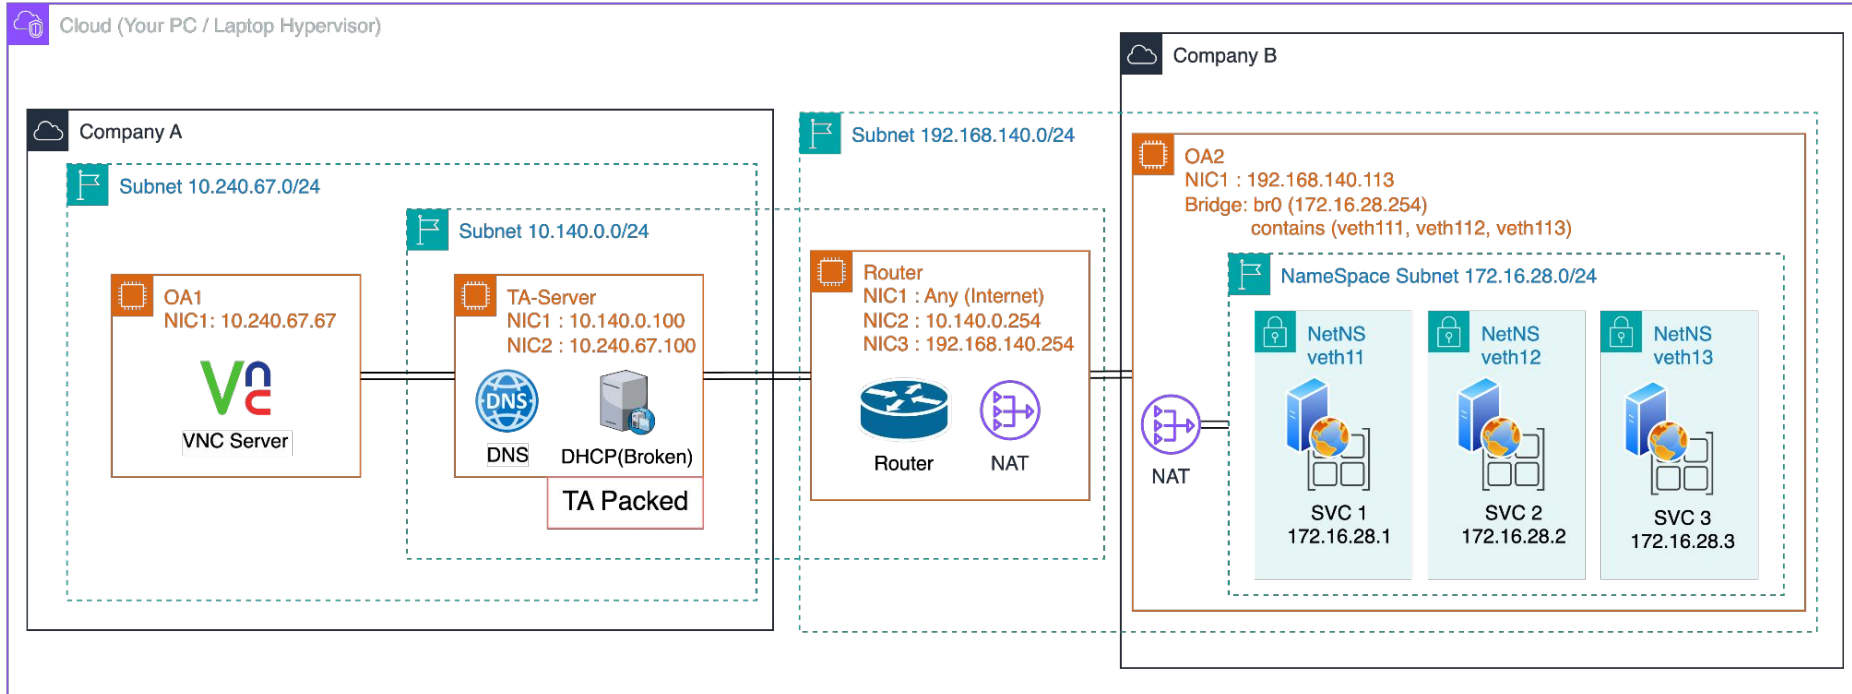 Cloud (Your PC / Laptop Hypervisor)
Company B
Company A
Subnet 192.168.140.0/24
OA2
NIC1 : 192.168.140.113
Bridge: br0 (172.16.28.254)
contains (veth111, veth112, veth113)
Subnet 10.240.67.0/24
Subnet 10.140.0.0/24
NameSpace Subnet 172.16.28.0/24
OA1
NIC1: 10.240.67.67
VNC
VNC Server
TA-Server
NIC1 : 10.140.0.100
NIC2 : 10.240.67.100
DNS
DNS
DHCP(Broken)
TA Packed
Router
NIC1 : Any (Internet)
NIC2 : 10.140.0.254
NIC3 : 192.168.140.254
Router
NAT
NAT
NetNS
veth11
SVC 1
172.16.28.1
NetNS
veth12
SVC 2
172.16.28.2
NetNS
veth13
SVC 3
172.16.28.3